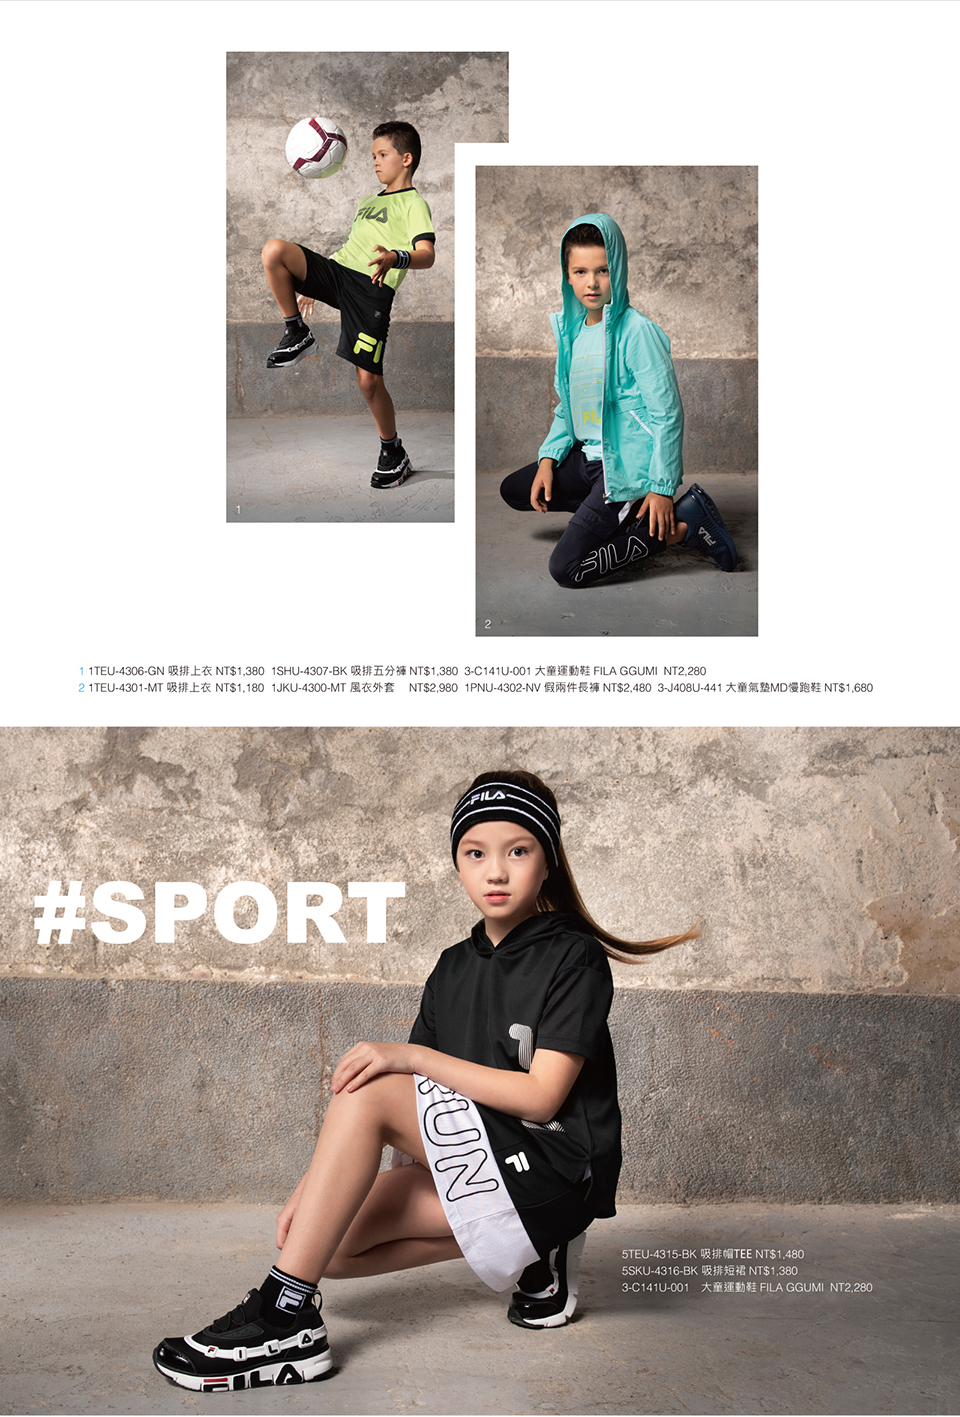 FILA
FI
1
FILA
2
1 1TEU-4306-GN 吸排上衣 NT$1,380 1SHU-4307-BK 吸排五分褲 NT$1,380 3-C141U-001 大童運動鞋 FILA GGUMI NT2,280
2 1TEU-4301-MT 吸排上衣 NT$1,180 1JKU-4300-MT 風衣外套 NT$2,980 1PNU-4302-NV 假兩件長褲 NT$2,480 3-J408U-441 大童氣墊MD慢跑鞋 NT$1,680
FILA
#SPORT
RUN
5TEU-4315-BK 吸排帽TEE NT$1,480
5SKU-4316-BK 吸排短裙 NT$1,380
3-C141U-001 大童運動鞋 FILA GGUMI NT2,280
FILA
FILA